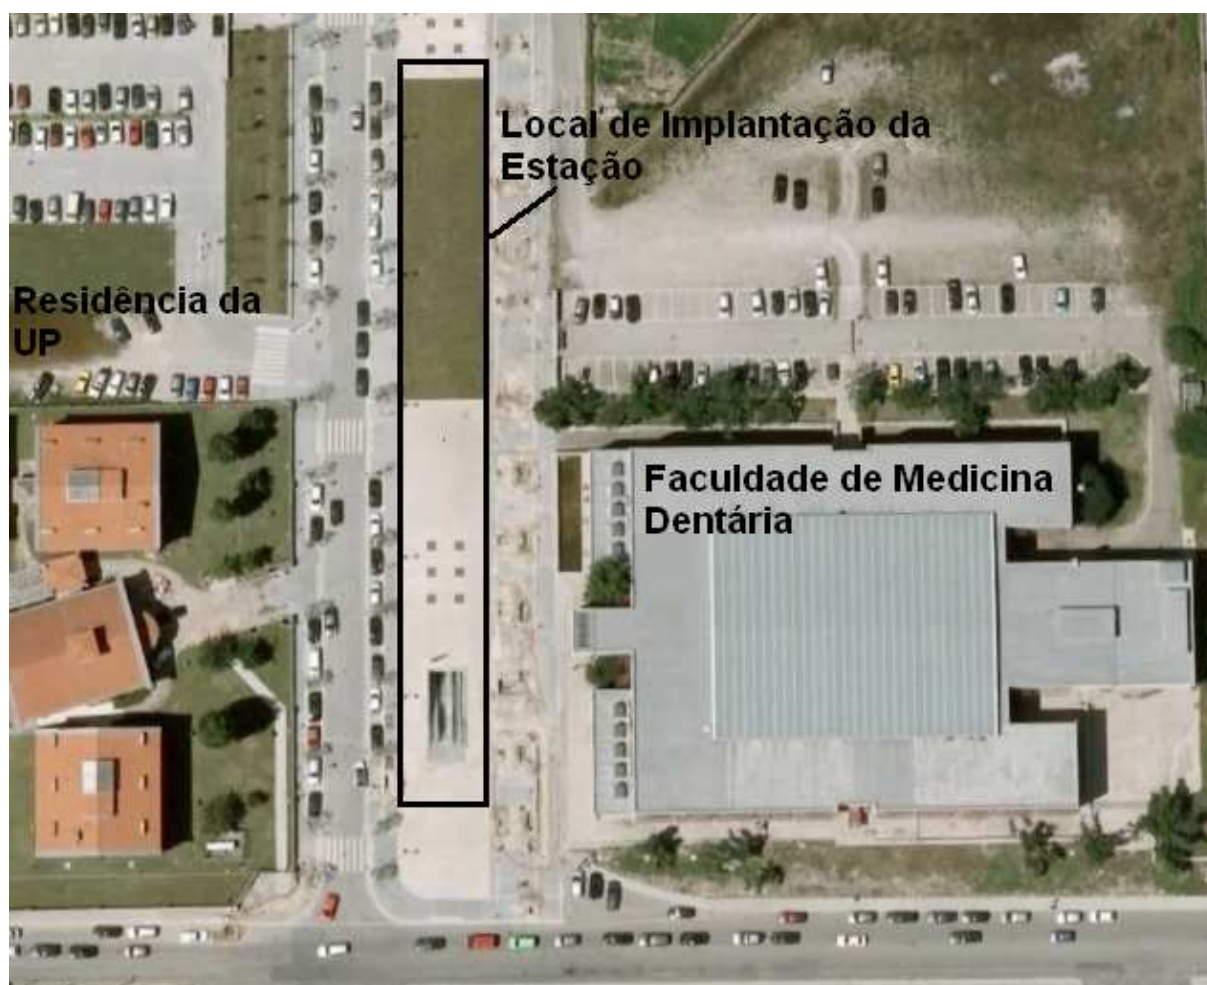 Local de Implantação da
Estação
Residência da
UP
Faculdade de Medicina
Dentária